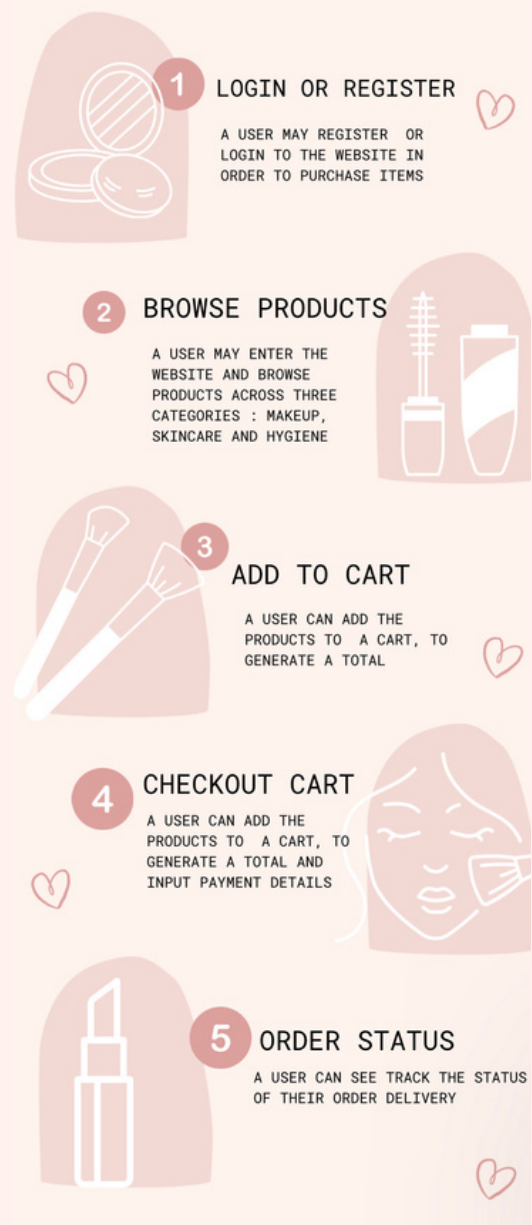 1
LOGIN OR REGISTER
A USER MAY REGISTER OR
LOGIN TO THE WEBSITE IN
ORDER TO PURCHASE ITEMS
2
BROWSE PRODUCTS
A USER MAY ENTER THE
WEBSITE AND BROWSE
PRODUCTS ACROSS THREE
CATEGORIES : MAKEUP,
SKINCARE AND HYGIENE
3
ADD TO CART
A USER CAN ADD THE
PRODUCTS TO A CART, TO
GENERATE A TOTAL
4
CHECKOUT CART
A USER CAN ADD THE
PRODUCTS TO A CART, TO
GENERATE A TOTAL AND
INPUT PAYMENT DETAILS
5
ORDER STATUS
A USER CAN SEE TRACK THE STATUS
OF THEIR ORDER DELIVERY